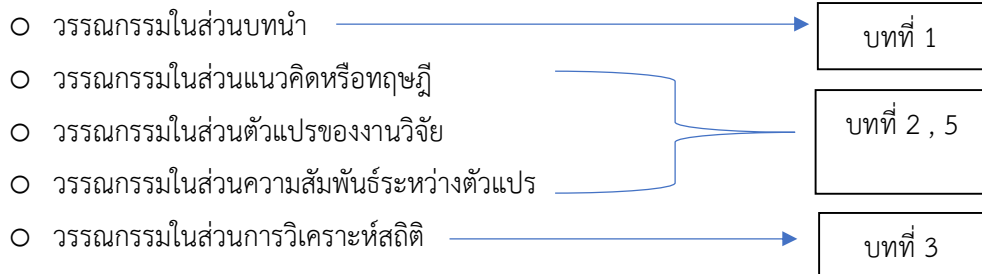 วรรณกรรมในส่วนบทนำ
บทที่ 1
วรรณกรรมในส่วนแนวคิดหรือทฤษฎี
วรรณกรรมในส่วนตัวแปรของงานวิจัย
บทที่ 2 , 5
วรรณกรรมในส่วนความสัมพันธ์ระหว่างตัวแปร
วรรณกรรมในส่วนการวิเคราะห์สถิติ
บทที่ 3